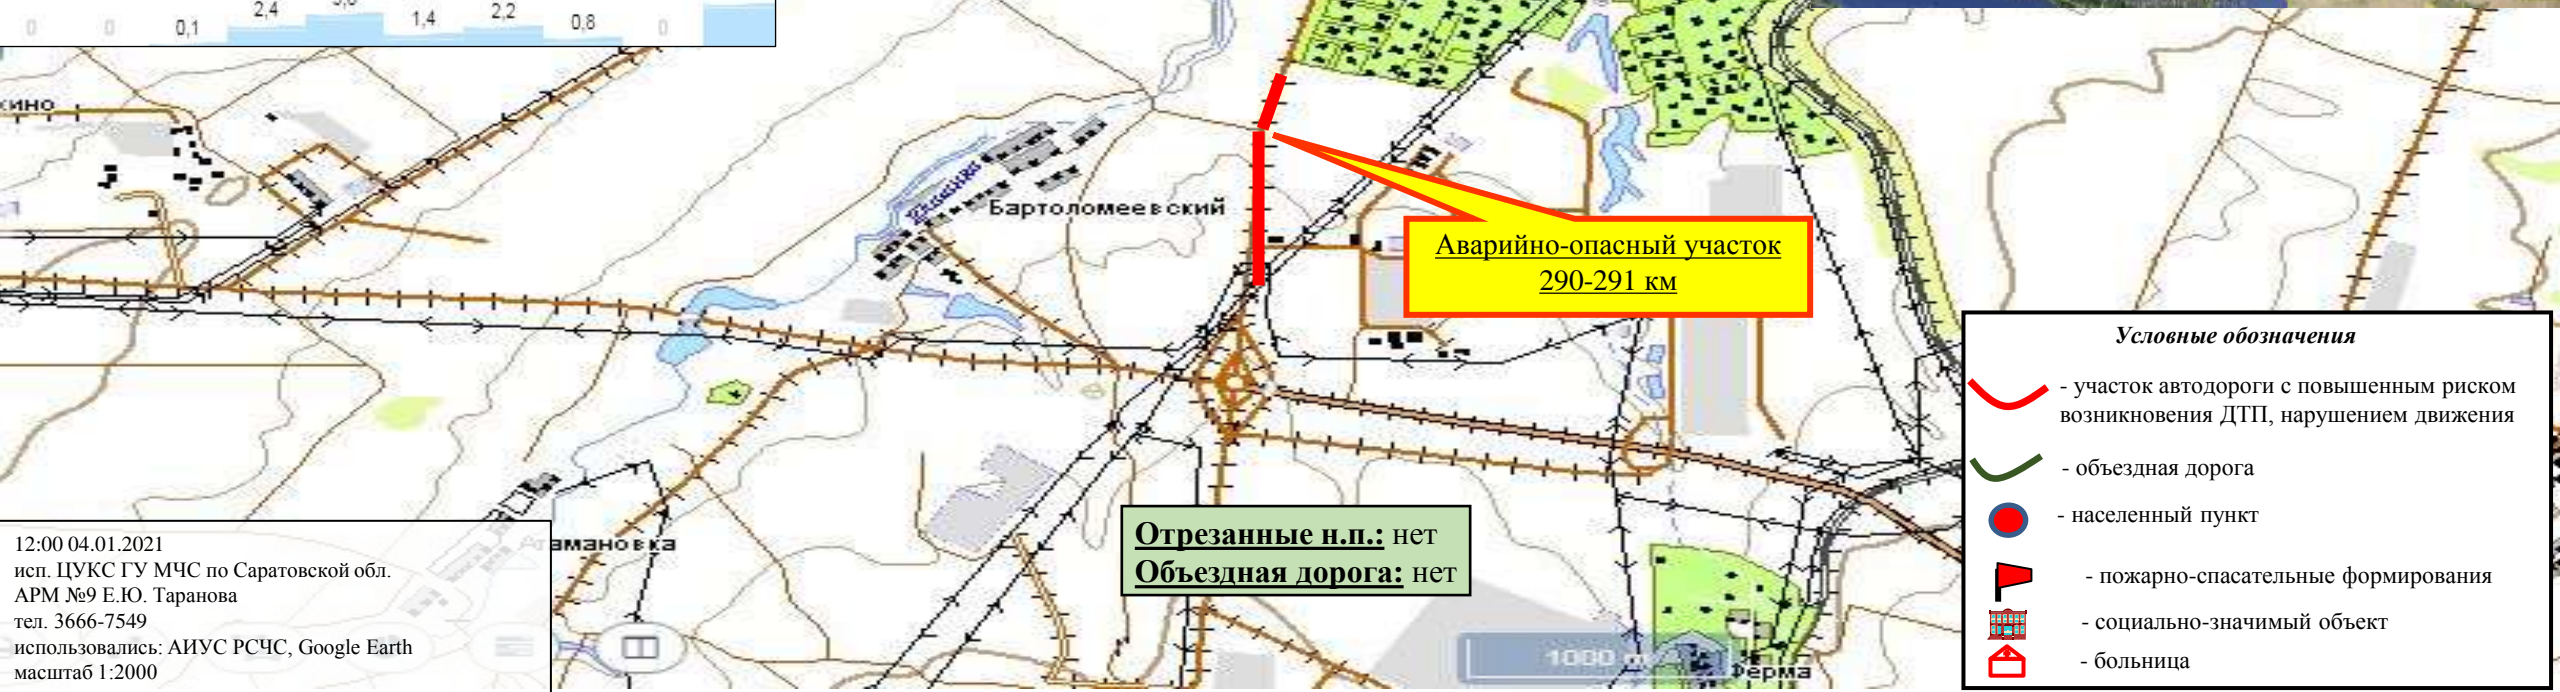 0 0 0,1 2,4 1,4 2,2 0,8 0
кино
Бартоломеевский
Аварийно-опасный участок
290-291 км
Условные обозначения
- участок автодороги с повышенным риском
возникновения ДТП, нарушением движения
- объездная дорога
- населенный пункт
- пожарно-спасательные формирования
- социально-значимый объект
- больница
Отрезанные н.п.: нет
Объездная дорога: нет
Атамановка
12:00 04.01.2021
исп. ЦУКС ГУ МЧС по Саратовской обл.
АРМ №9 Е.Ю. Таранова
тел. 3666-7549
использовались: АИУС РСЧС, Google Earth
масштаб 1:2000
1000 m
Ферма